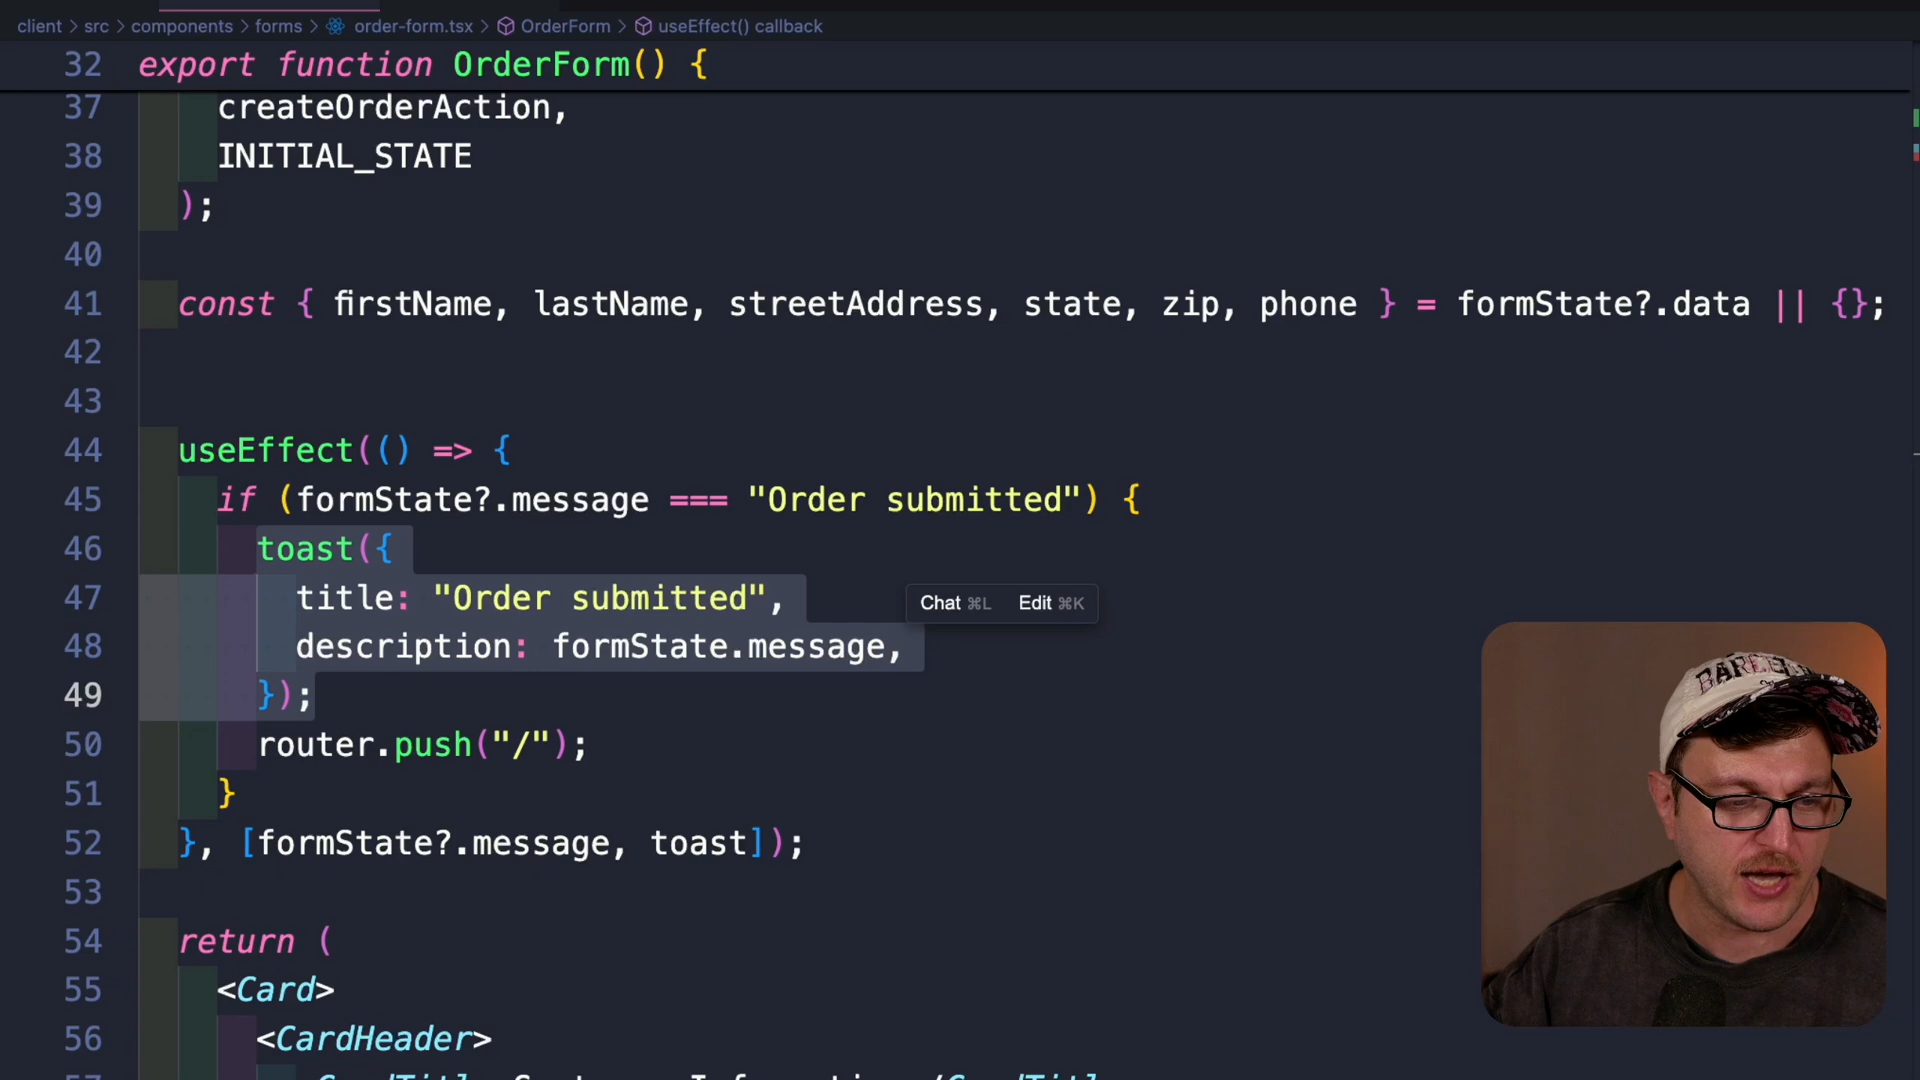 client > src > components > forms > order-form.tsx > OrderForm > useEffect() callback
32 export function OrderForm() {
37 createOrderAction,
38 INITIAL_STATE
39 );
40
41 const { firstName, lastName, streetAddress, state, zip, phone } = formState?.data || {};
42
43
44 useEffect(() => {
45 if (formState?.message === "Order submitted") {
46 toast({
47 title: "Order submitted",
Chat ⌘L Edit ⌘K
48 description: formState.message,
49 });
50 router.push("/");
51 }
52 }, [formState?.message, toast]);
53
54 return (
55 <Card>
56 <CardHeader>